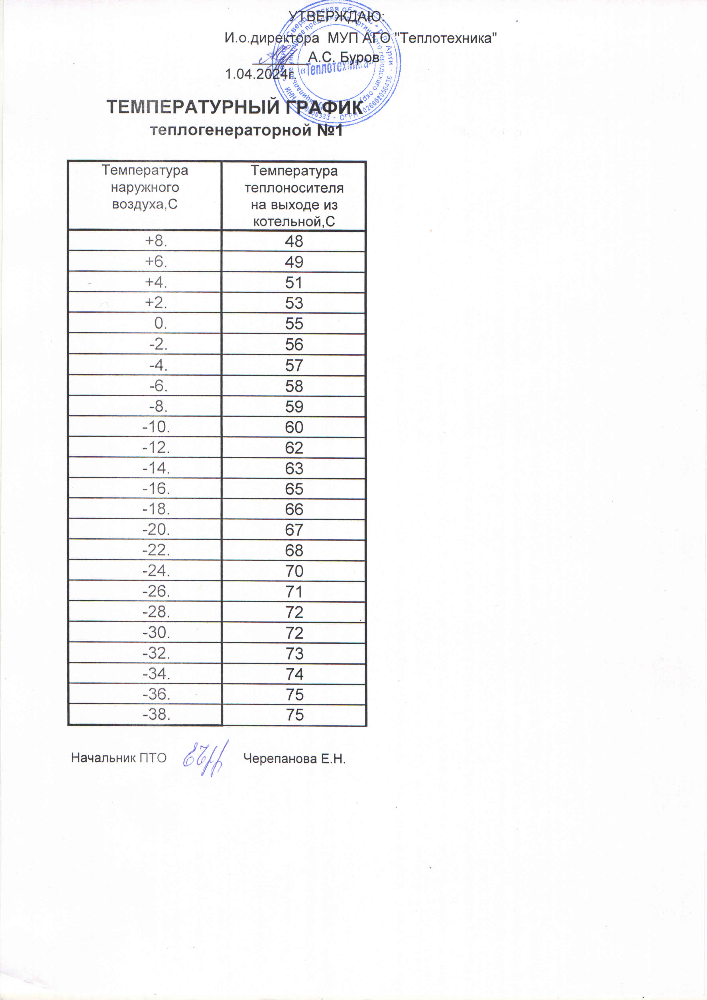 УТВЕРЖДАЮ:
И.о.директора МУП АГО "Теплотехника"
А.С. Буров
1.04.2024г.
«Теплотехника»
ТЕМПЕРАТУРНЫЙ ГРАФИК
теплогенераторной №1
Температура наружного воздуха,С Температура теплоносителя на выходе из котельной,С
+8. 48
+6. 49
+4. 51
+2. 53
0. 55
-2. 56
-4. 57
-6. 58
-8. 59
-10. 60
-12. 62
-14. 63
-16. 65
-18. 66
-20. 67
-22. 68
-24. 70
-26. 71
-28. 72
-30. 72
-32. 73
-34. 74
-36. 75
-38. 75
Начальник ПТО Черепанова Е.Н.